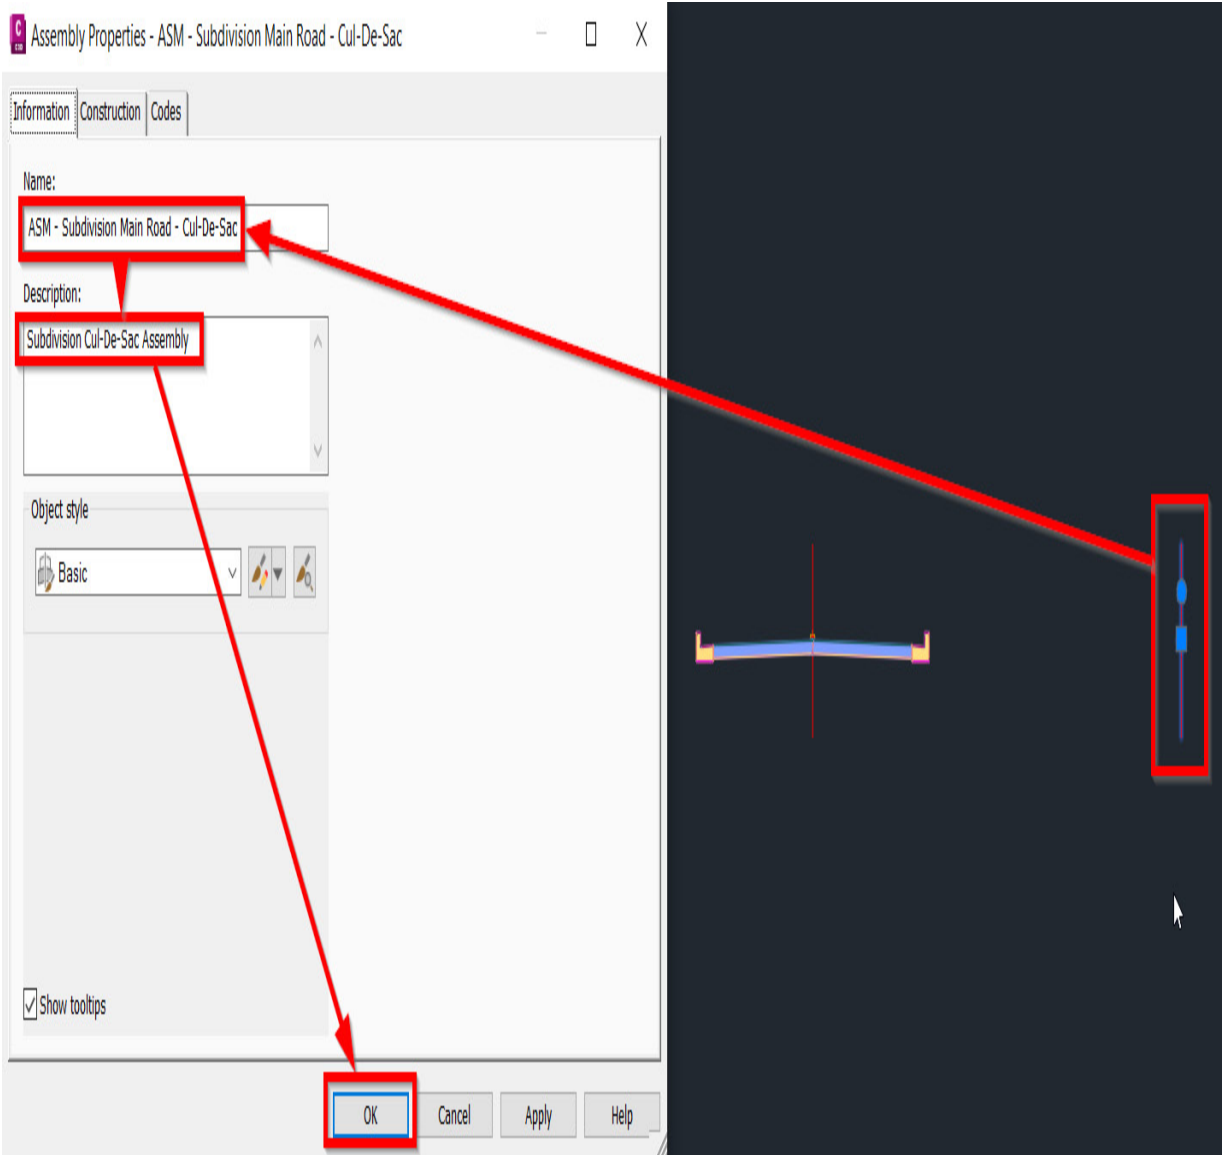 Assembly Properties - ASM - Subdivision Main Road - Cul-De-Sac
Information Construction Codes
Name:
ASM - Subdivision Main Road - Cul-De-Sac
Description:
Subdivision Cul-De-Sac Assembly
Object style
Basic
Show tooltips
OK Cancel Apply Help